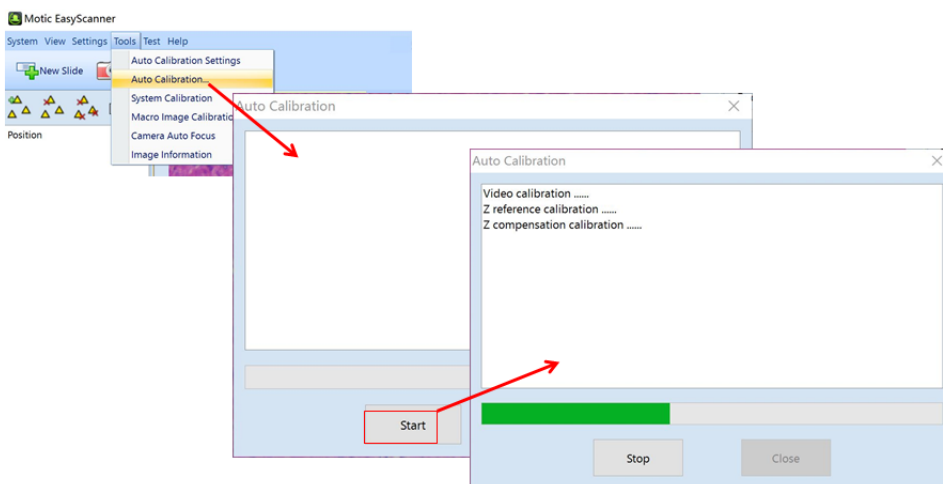 Motic EasyScanner
System View Settings Tools Test Help
New Slide
Auto Calibration Settings
Auto Calibration...
System Calibration
Macro Image Calibratio
Camera Auto Focus
Image Information
Position
Auto Calibration
Start
Auto Calibration
Video calibration ......
Z reference calibration ......
Z compensation calibration ......
Stop
Close